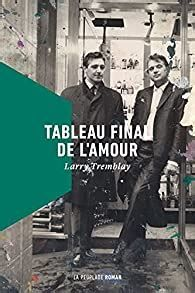 TABLEAU FINAL
DE L'AMOUR
Larry Tremblay
LA PEUPLADE ROMAN